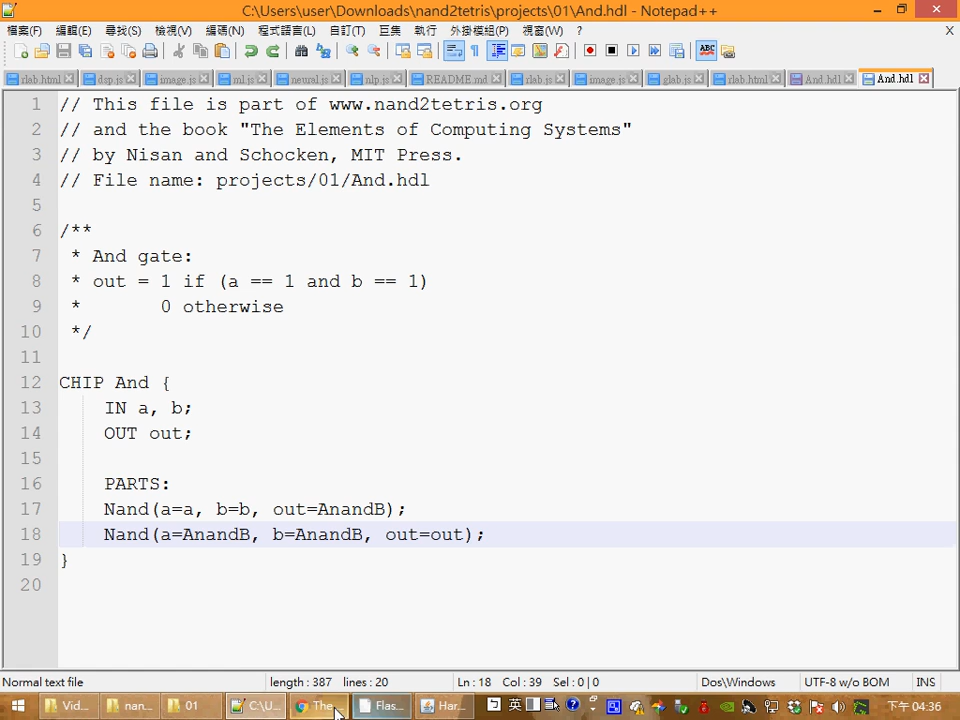 C:\Users\user\Downloads\nand2tetris\projects\01\And.hdl - Notepad++
檔案(F) 編輯(E) 尋找(S) 檢視(V) 編碼(N) 程式語言(L) 自訂(T) 巨集 執行 外掛模組(P) 視窗(W) ? X
rlab.html dsp.js image.js ml.js neural.js nlp.js README.md rlab.js image.js glab.js rlab.html And.hdl And.hdl
1 // This file is part of www.nand2tetris.org
2 // and the book "The Elements of Computing Systems"
3 // by Nisan and Schocken, MIT Press.
4 // File name: projects/01/And.hdl
5
6 /**
7 * And gate:
8 * out = 1 if (a == 1 and b == 1)
9 * 0 otherwise
10 */
11
12 CHIP And {
13 IN a, b;
14 OUT out;
15
16 PARTS:
17 Nand(a=a, b=b, out=AnandB);
18 Nand(a=AnandB, b=AnandB, out=out);
19 }
20
Normal text file length : 387 lines : 20 Ln : 18 Col : 39 Sel : 0 | 0 Dos\Windows UTF-8 w/o BOM INS
Vid... nan... 01 C:\U... The... Flas... Har... 英 下午 04:36